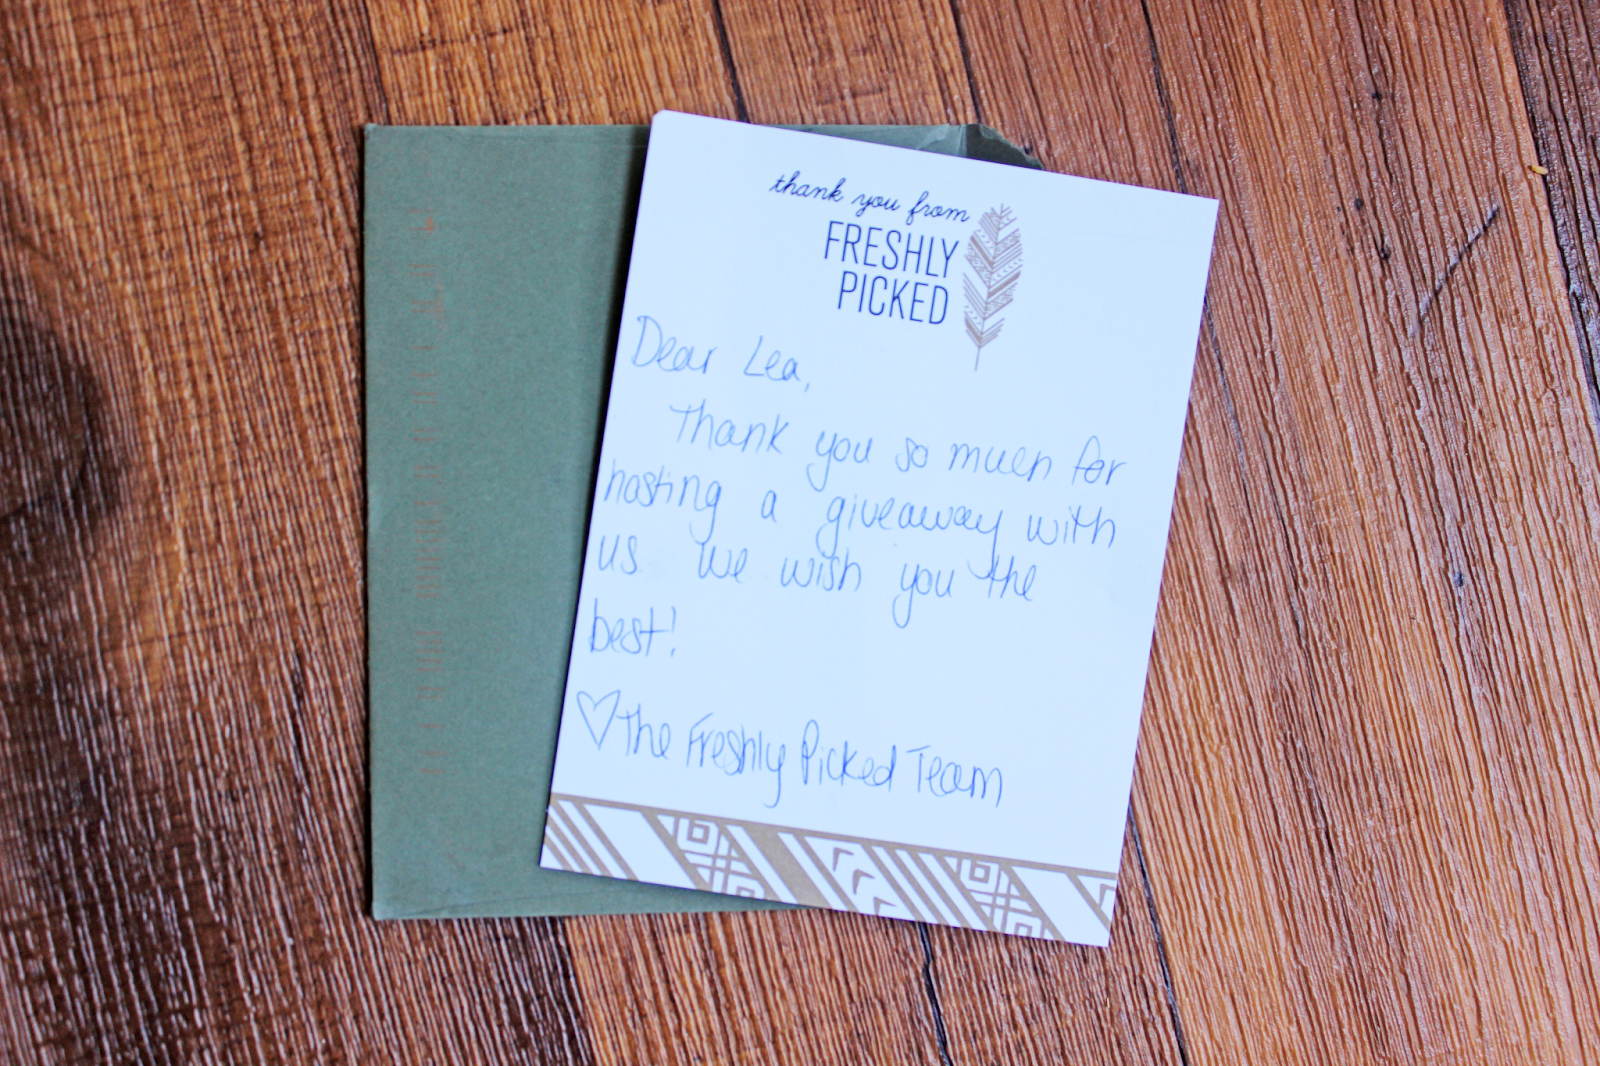 thank you from
FRESHLY
PICKED
Dear Lea,
Thank you so much for
hosting a giveaway with
us. We wish you the
best!
♡ The Freshly Picked Team